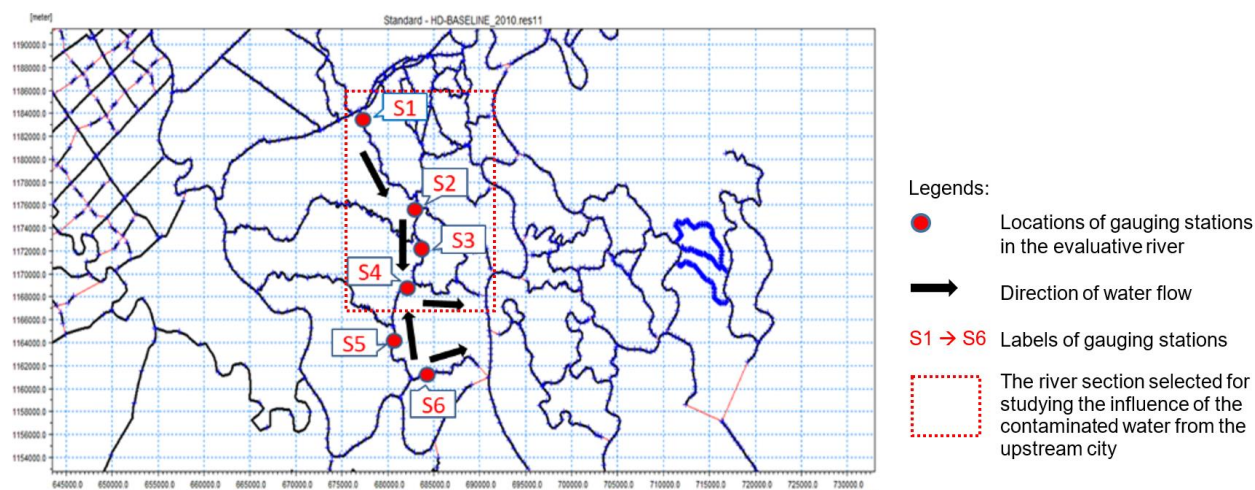 [meter]
Standard - HD-BASELINE_2010.res11
1190000.0
1188000.0
1186000.0
1184000.0
1182000.0
1180000.0
1178000.0
1176000.0
1174000.0
1172000.0
1170000.0
1168000.0
1166000.0
1164000.0
1162000.0
1160000.0
1158000.0
1156000.0
1154000.0
S1
S2
S3
S4
S5
S6
645000.0 650000.0 655000.0 660000.0 665000.0 670000.0 675000.0 680000.0 685000.0 690000.0 695000.0 700000.0 705000.0 710000.0 715000.0 720000.0 725000.0 730000.0
Legends:
Locations of gauging stations
in the evaluative river
Direction of water flow
S1 → S6 Labels of gauging stations
The river section selected for
studying the influence of the
contaminated water from the
upstream city